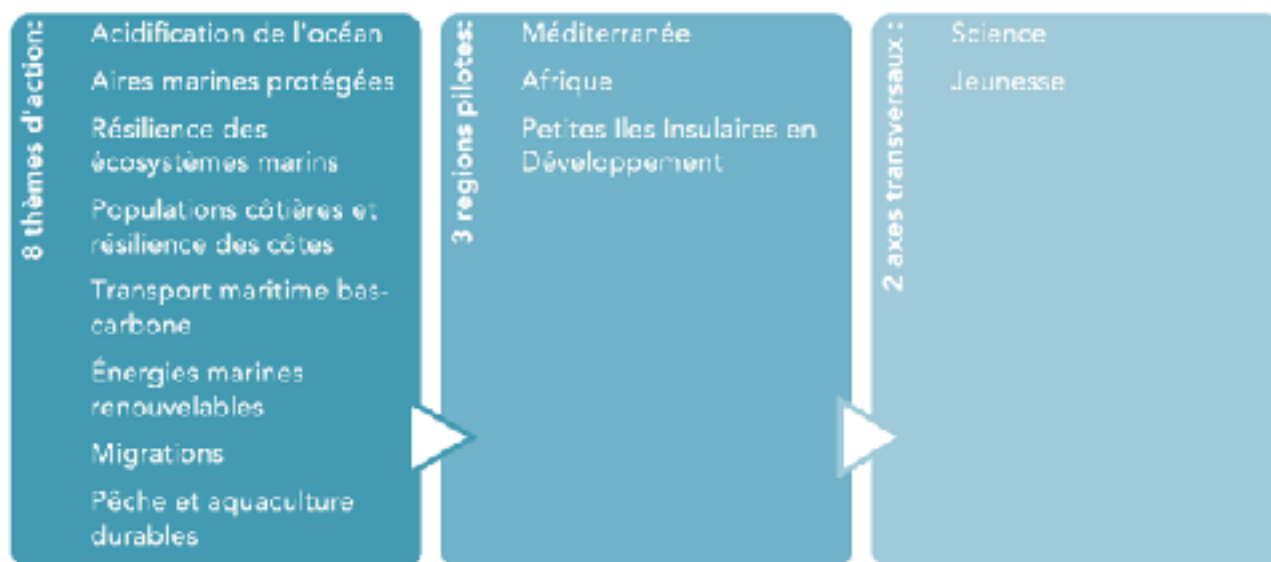 8 thèmes d'action:
Acidification de l'océan
Aires marines protégées
Résilience des
écosystèmes marins
Populations côtières et
résilience des côtes
Transport maritime bas-
carbone
Énergies marines
renouvelables
Migrations
Pêche et aquaculture
durables
3 regions pilotes:
Méditerranée
Afrique
Petites Iles Insulaires en
Développement
2 axes transversaux :
Science
Jeunesse